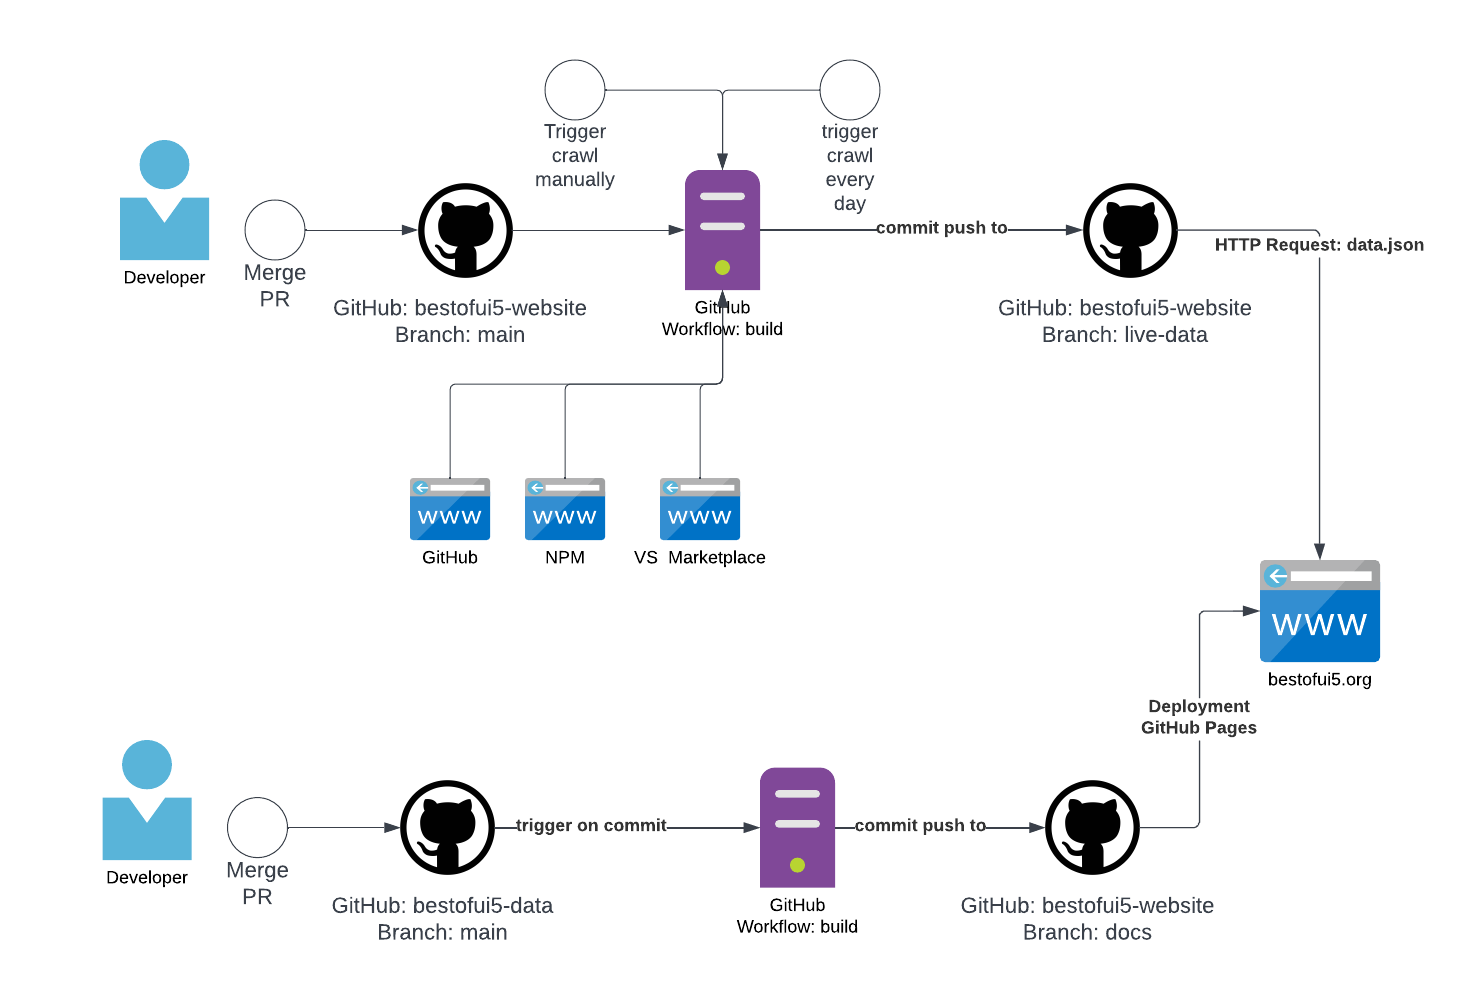 Trigger
crawl
manually
trigger
crawl
every
day
Developer
Merge
PR
GitHub: bestofui5-website
Branch: main
GitHub
Workflow: build
commit push to
GitHub: bestofui5-website
Branch: live-data
HTTP Request: data.json
WWW
GitHub
WWW
NPM
WWW
VS  Marketplace
WWW
bestofui5.org
Deployment
GitHub Pages
Developer
Merge
PR
GitHub: bestofui5-data
Branch: main
trigger on commit
GitHub
Workflow: build
commit push to
GitHub: bestofui5-website
Branch: docs